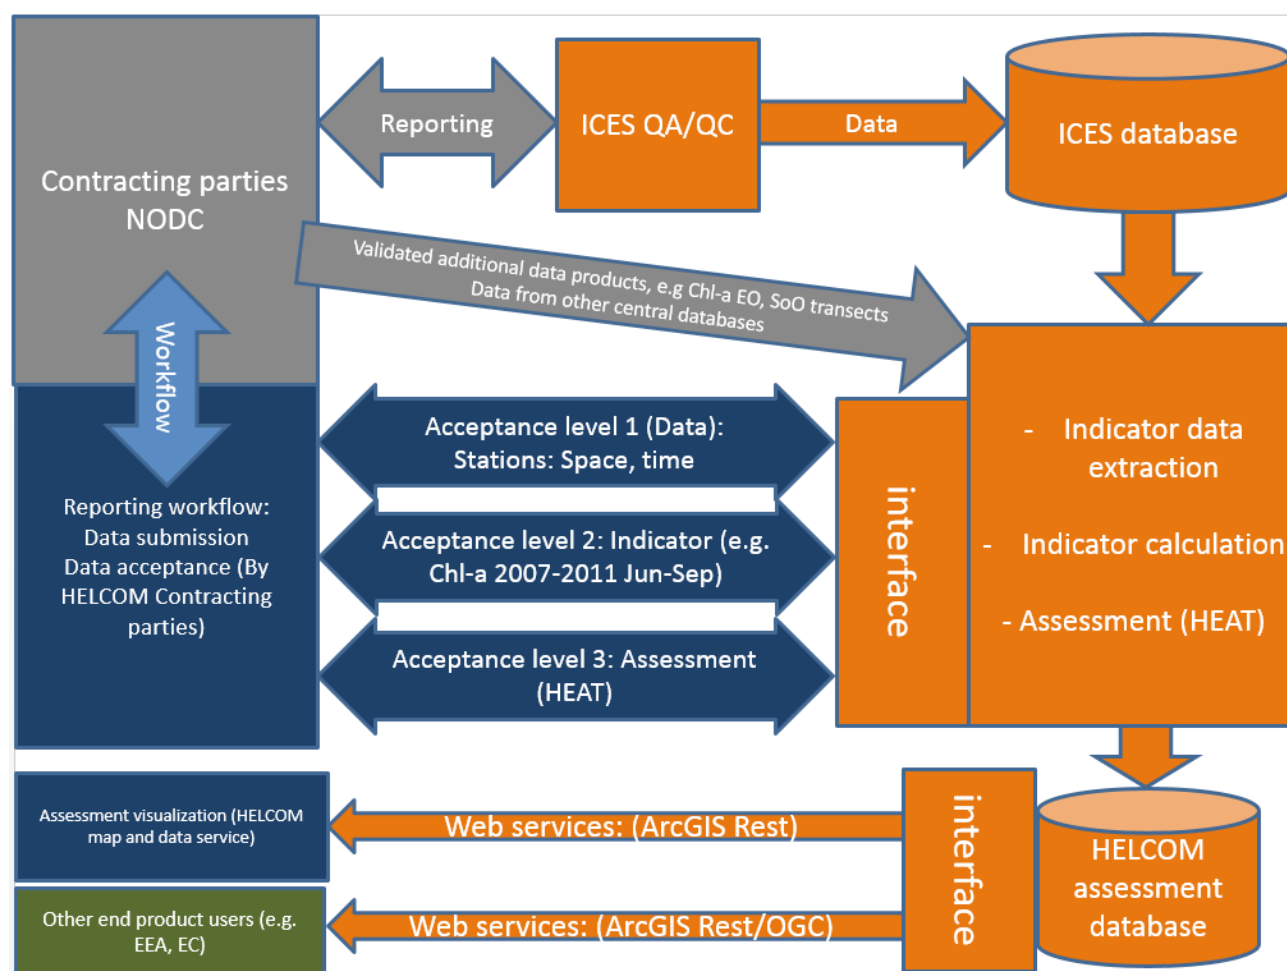 Contracting parties
NODC
Reporting
ICES QA/QC
Data
ICES database
Validated additional data products, e.g Chl-a EO, SoO transects
Data from other central databases
Workflow
Reporting workflow:
Data submission
Data acceptance (By
HELCOM Contracting
parties)
Acceptance level 1 (Data):
Stations: Space, time
Acceptance level 2: Indicator (e.g.
Chl-a 2007-2011 Jun-Sep)
Acceptance level 3: Assessment
(HEAT)
interface
- Indicator data
extraction
- Indicator calculation
- Assessment (HEAT)
Assessment visualization (HELCOM
map and data service)
Web services: (ArcGIS Rest)
Other end product users (e.g.
EEA, EC)
Web services: (ArcGIS Rest/OGC)
interface
HELCOM
assessment
database